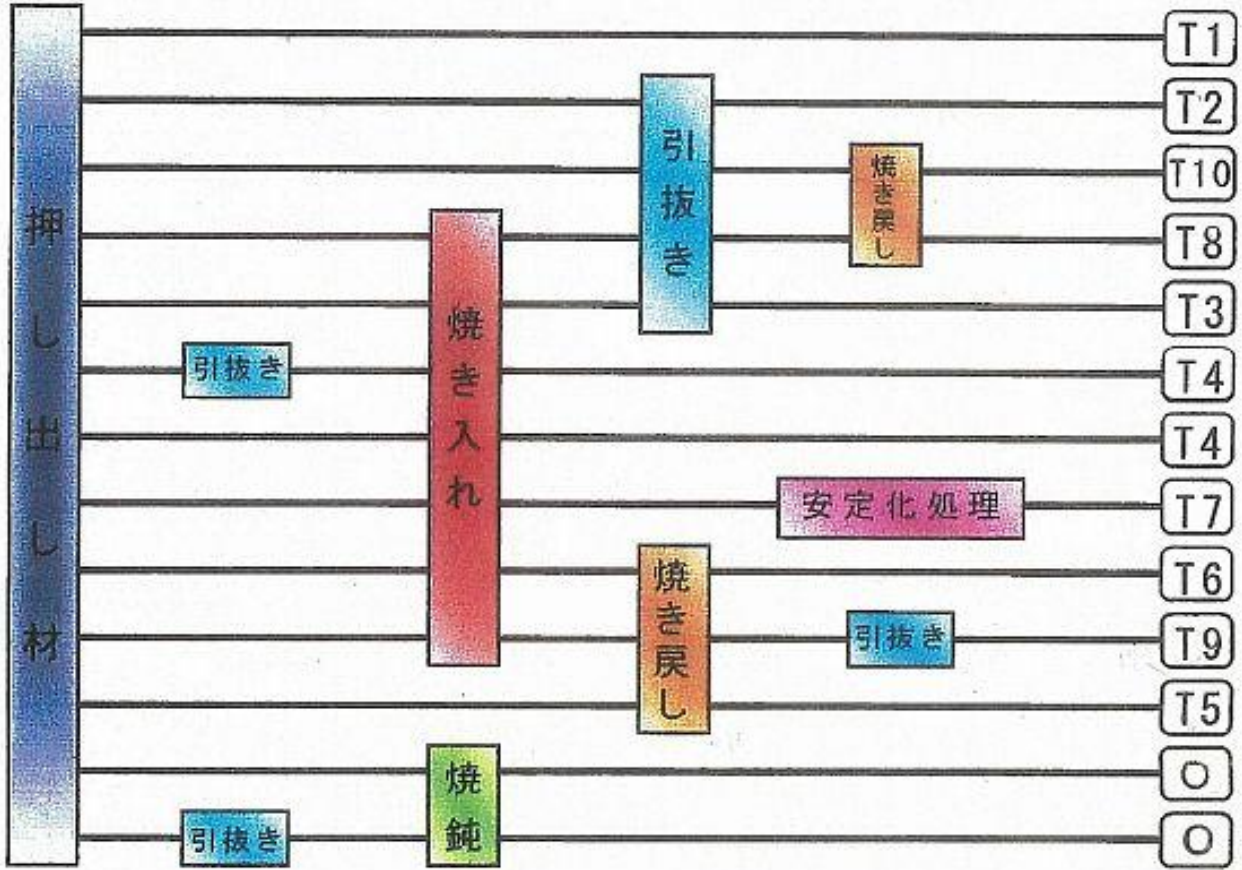 押し出し材
T1
T2
引抜き
T10
焼き戻し
T8
焼き入れ
T3
引抜き
T4
T4
安定化処理
T7
焼き戻し
T6
引抜き
T9
T5
焼鈍
O
引抜き
O